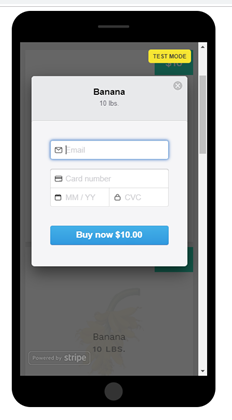 TEST MODE
Banana
10 lbs.
Email
Card number
MM / YY
CVC
Buy now $10.00
Banana
10 LBS.
Powered by stripe